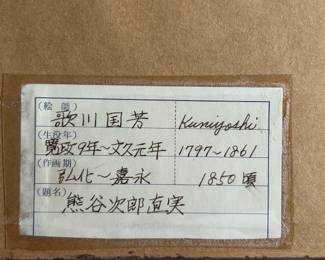 (絵師)
歌川国芳 Kuniyoshi
(生没年)
寛政9年～文久元年 1797~1861
(作画期)
弘化～嘉永 1850頃
(題名)
熊谷次郎直実